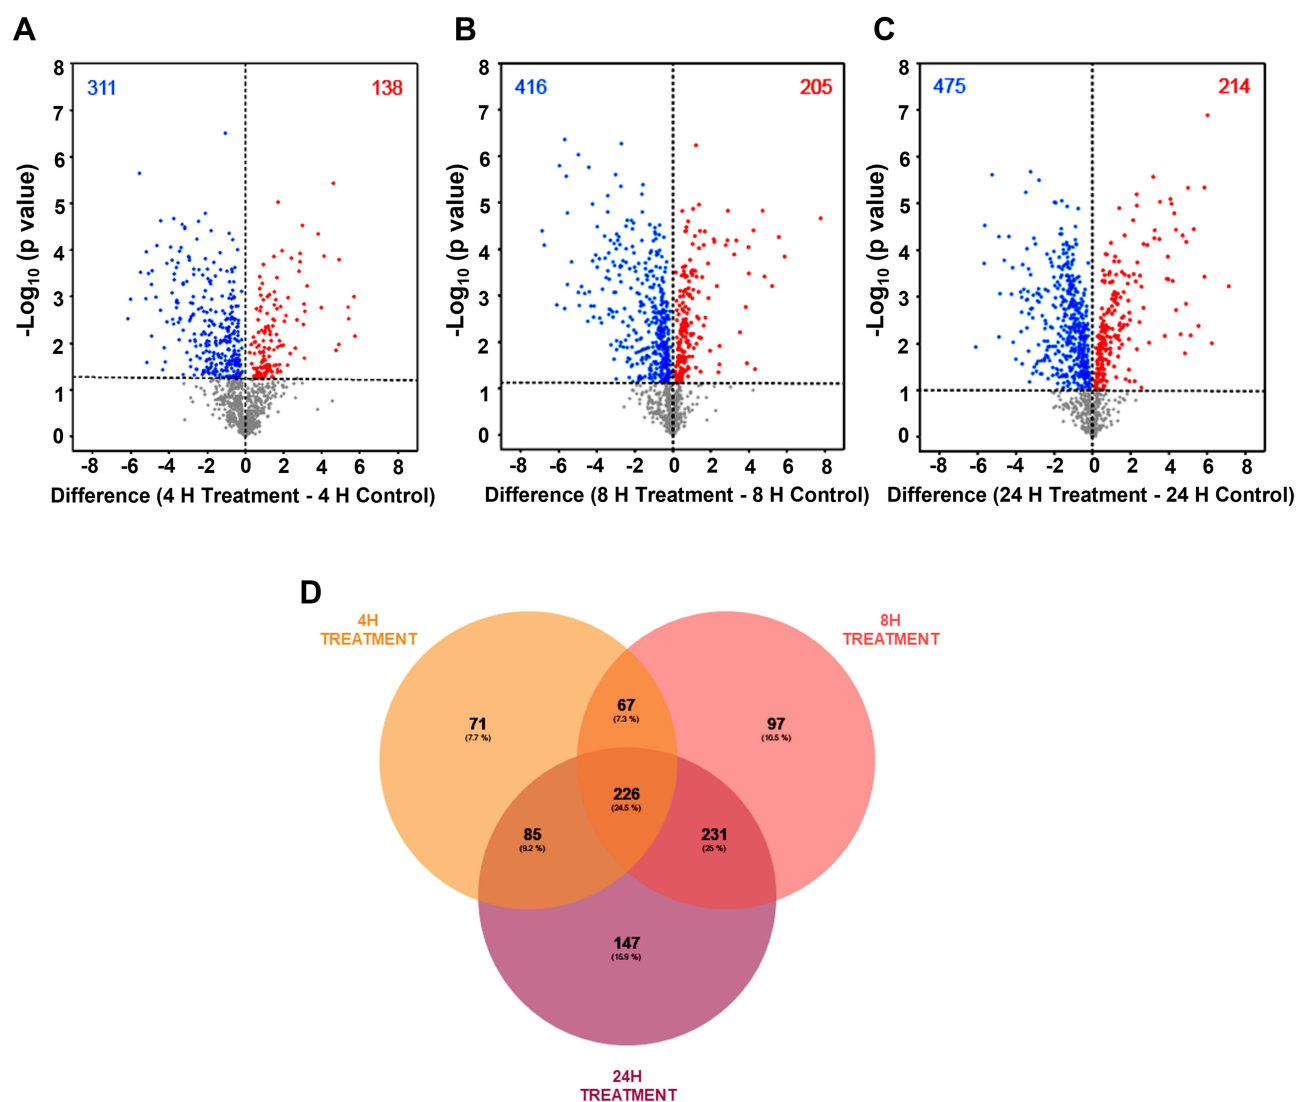 A
B
C
311
138
416
205
475
214
8
7
6
5
4
3
2
1
0
-Log10 (p value)
-8 -6 -4 -2 0 2 4 6 8
Difference (4 H Treatment - 4 H Control)
8
7
6
5
4
3
2
1
0
-Log10 (p value)
-8 -6 -4 -2 0 2 4 6 8
Difference (8 H Treatment - 8 H Control)
8
7
6
5
4
3
2
1
0
-Log10 (p value)
-8 -6 -4 -2 0 2 4 6 8
Difference (24 H Treatment - 24 H Control)
D
4H
TREATMENT
8H
TREATMENT
71
(7.7 %)
67
(7.3 %)
97
(10.5 %)
226
(24.5 %)
85
(9.2 %)
231
(25 %)
147
(15.9 %)
24H
TREATMENT